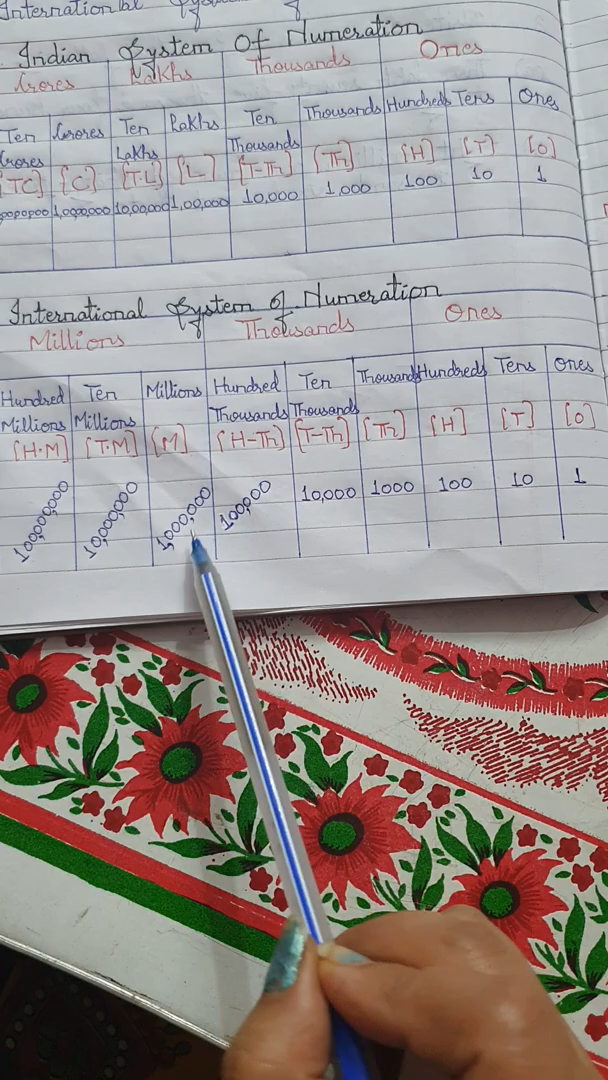 International
Indian System Of Numeration
Crores Lakhs Thousands Ones
Ten Crores Ten Lakhs Ten Thousands Hundreds Tens Ones
Crores Lakhs Thousands
[TC] [C] [T.L] [L] [T-Th] [Th] [H] [T] [O]
1,00,00,000 10,00,000 1,00,000 10,000 1,000 100 10 1
International System of Numeration
Millions Thousands Ones
Hundred Ten Millions Hundred Ten Thousands Hundreds Tens Ones
Millions Millions Thousands Thousands
[H.M] [T.M] [M] [H-Th] [T-Th] [Th] [H] [T] [O]
100,000,000 10,000,000 1,000,000 100,000 10,000 1000 100 10 1